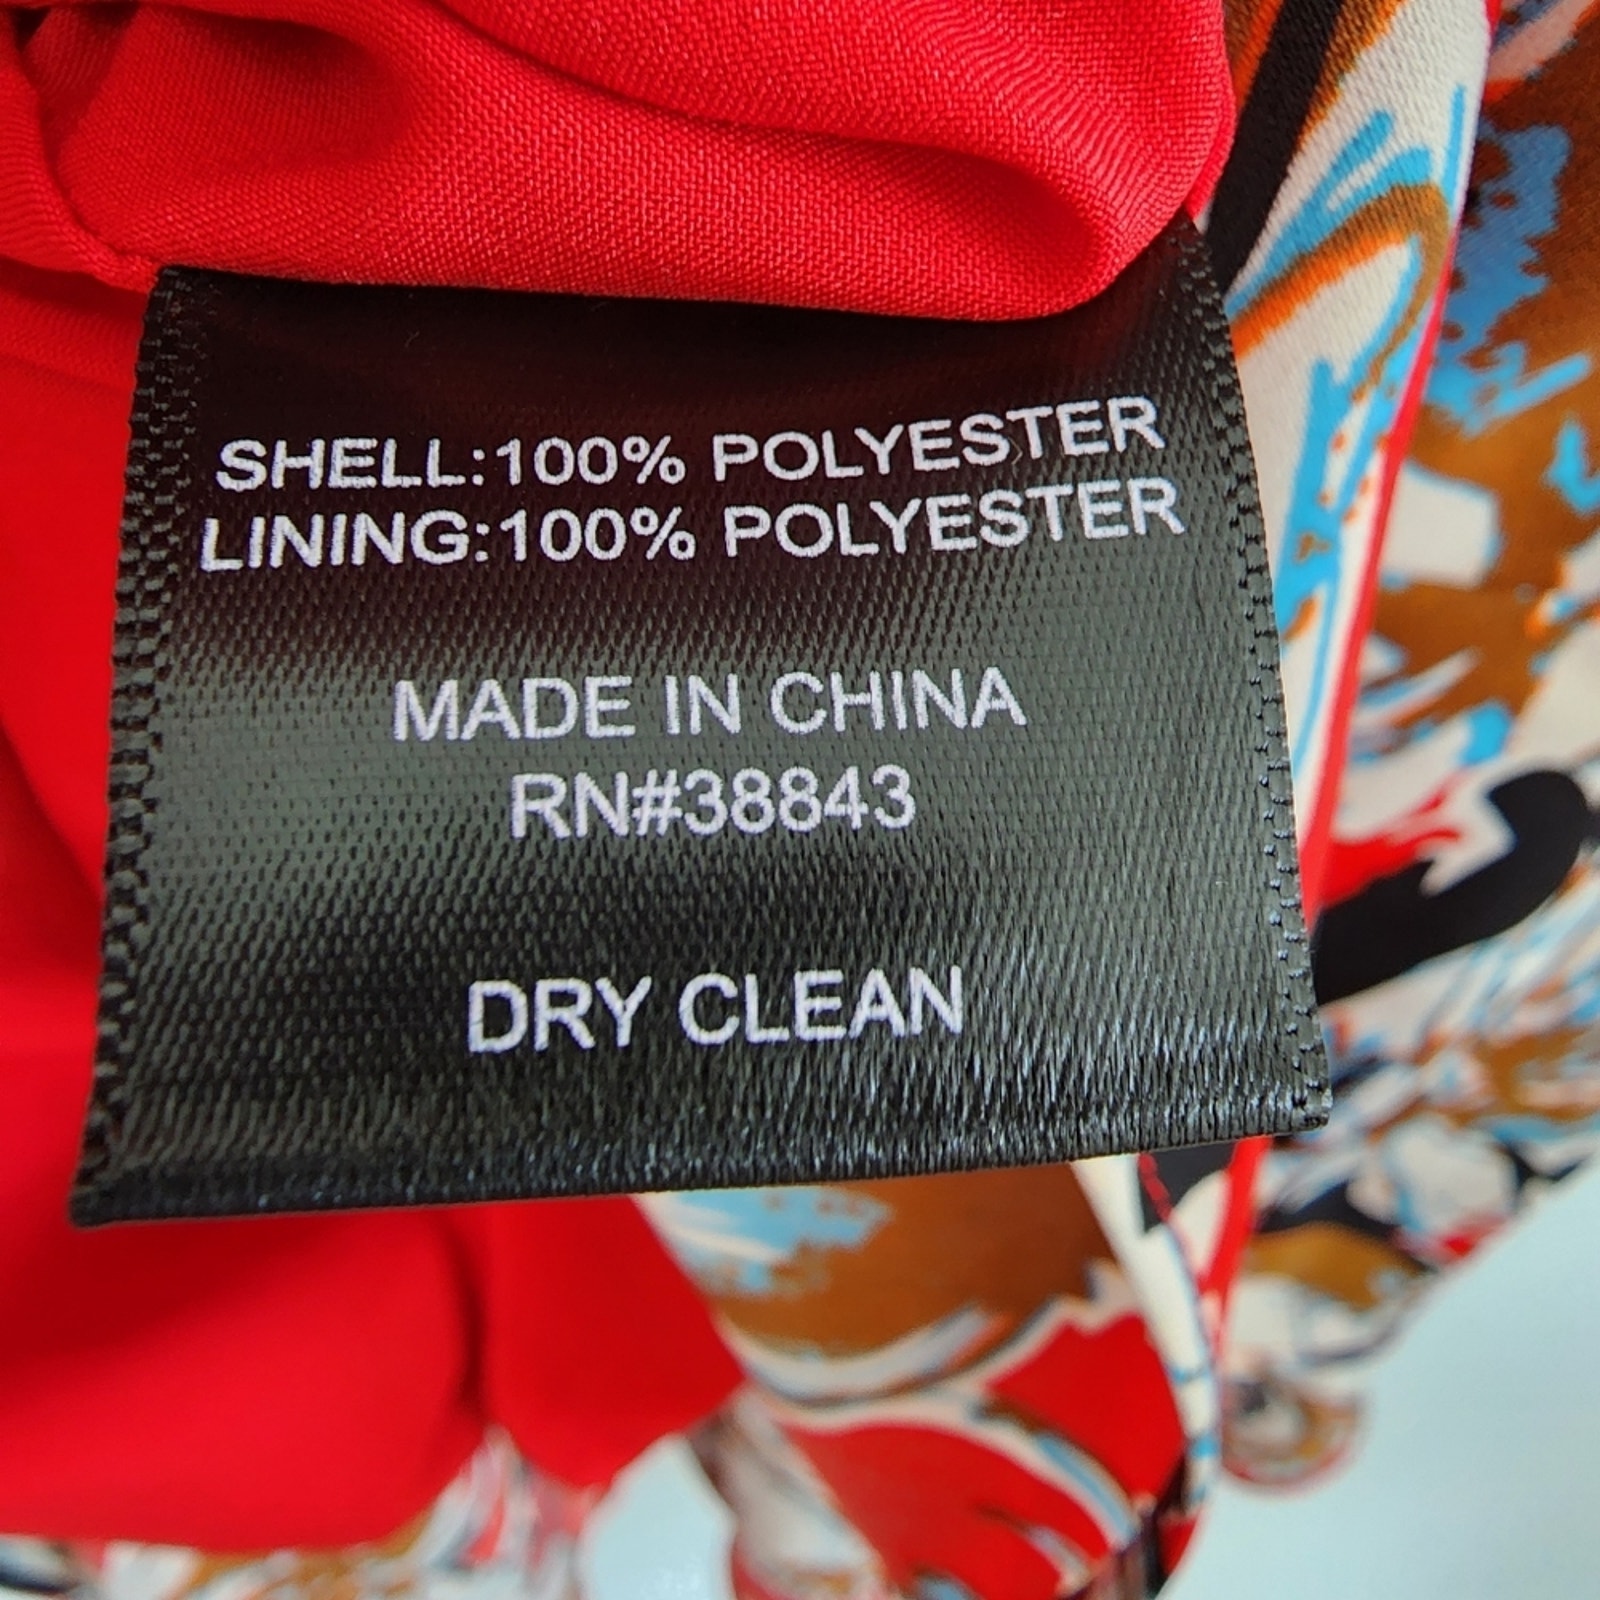 SHELL:100% POLYESTER
LINING:100% POLYESTER
MADE IN CHINA
RN#38843
DRY CLEAN